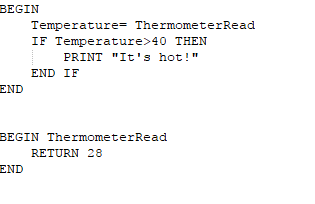 BEGIN
    Temperature= ThermometerRead
    IF Temperature>40 THEN
        PRINT "It's hot!"
    END IF
END
BEGIN ThermometerRead
    RETURN 28
END